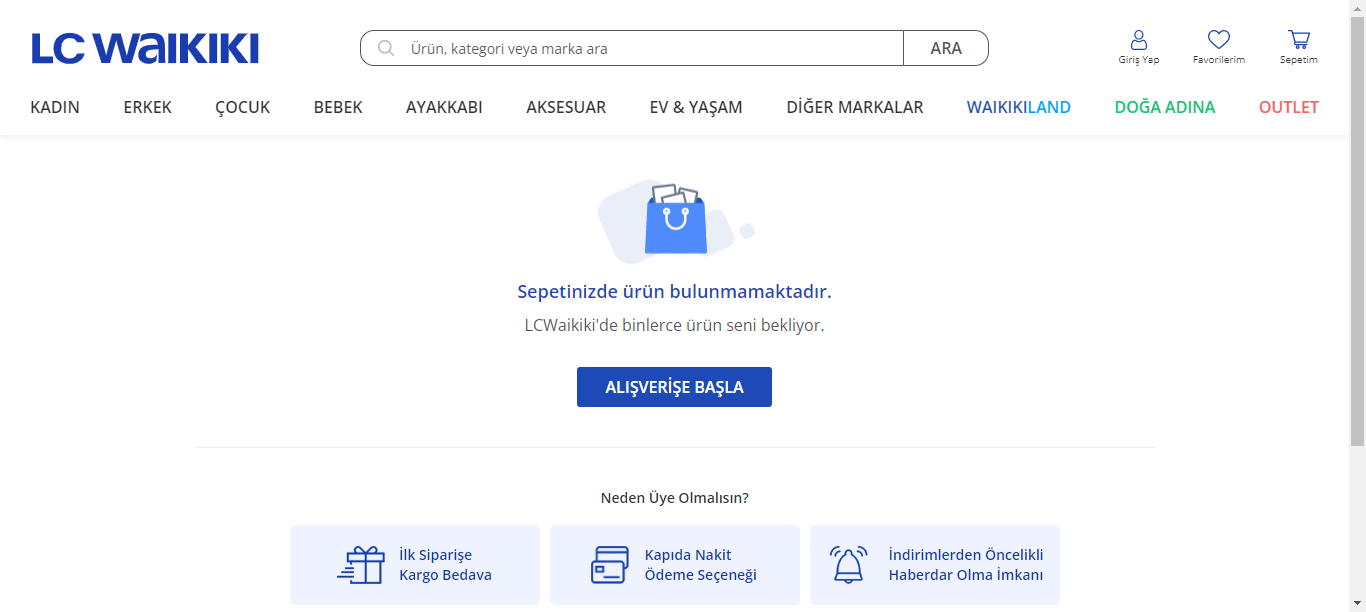 LC WAIKIKI
Ürün, kategori veya marka ara
ARA
Giriş Yap
Favorilerim
Sepetim
KADIN
ERKEK
ÇOCUK
BEBEK
AYAKKABI
AKSESUAR
EV & YAŞAM
DİĞER MARKALAR
WAIKIKILAND
DOĞA ADINA
OUTLET
Sepetinizde ürün bulunmamaktadır.
LCWaikiki'de binlerce ürün seni bekliyor.
ALIŞVERİŞE BAŞLA
Neden Üye Olmalısın?
İlk Siparişe
Kargo Bedava
Kapıda Nakit
Ödeme Seçeneği
İndirimlerden Öncelikli
Haberdar Olma İmkanı